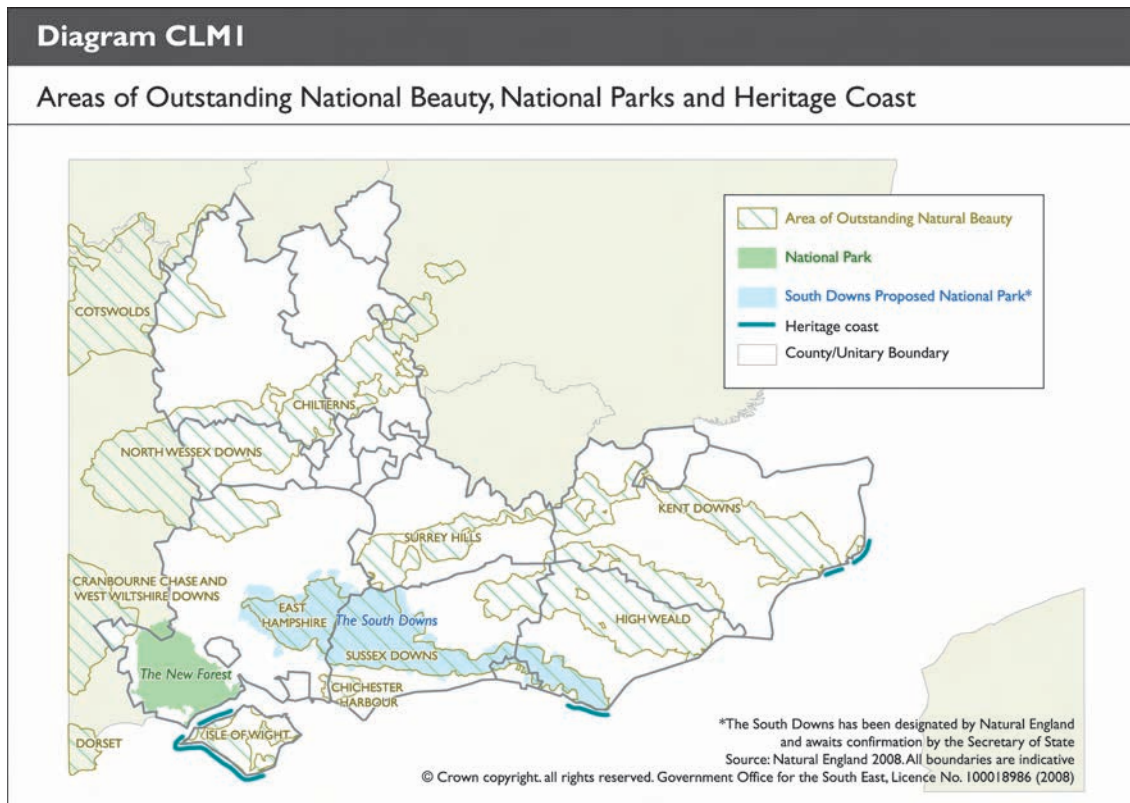 Diagram CLM1
Areas of Outstanding National Beauty, National Parks and Heritage Coast
Area of Outstanding Natural Beauty
National Park
South Downs Proposed National Park*
Heritage coast
County/Unitary Boundary
COTSWOLDS
CHILTERNS
NORTH WESSEX DOWNS
KENT DOWNS
SURREY HILLS
CRANBOURNE CHASE AND
WEST WILTSHIRE DOWNS
EAST
HAMPSHIRE
The South Downs
HIGH WEALD
SUSSEX DOWNS
The New Forest
CHICHESTER
HARBOUR
ISLE OF WIGHT
DORSET
*The South Downs has been designated by Natural England
and awaits confirmation by the Secretary of State
Source: Natural England 2008. All boundaries are indicative
© Crown copyright. all rights reserved. Government Office for the South East, Licence No. 100018986 (2008)